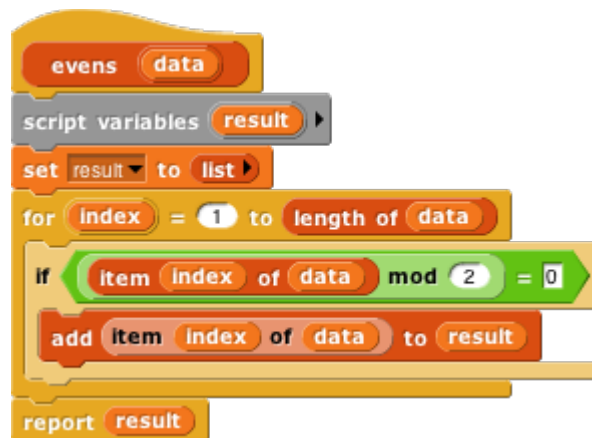 evens data
script variables result
set result to list
for index = 1 to length of data
if item index of data mod 2 = 0
add item index of data to result
report result